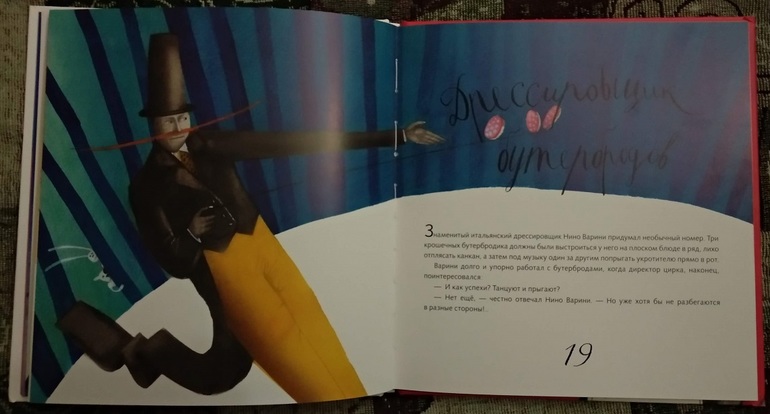 Дрессировщик
бутербродов
Знаменитый итальянский дрессировщик Нино Варини придумал необычный номер. Три
крошечных бутербродика должны были выстроиться у него на плоском блюде в ряд, лихо
отплясать канкан, а затем под музыку один за другим попрыгать укротителю прямо в рот.
Варини долго и упорно работал с бутербродами, когда директор цирка, наконец,
поинтересовался:
— И как успехи? Танцуют и прыгают?
— Нет ещё, — честно отвечал Нино Варини. — Но уже хотя бы не разбегаются
в разные стороны!..
19